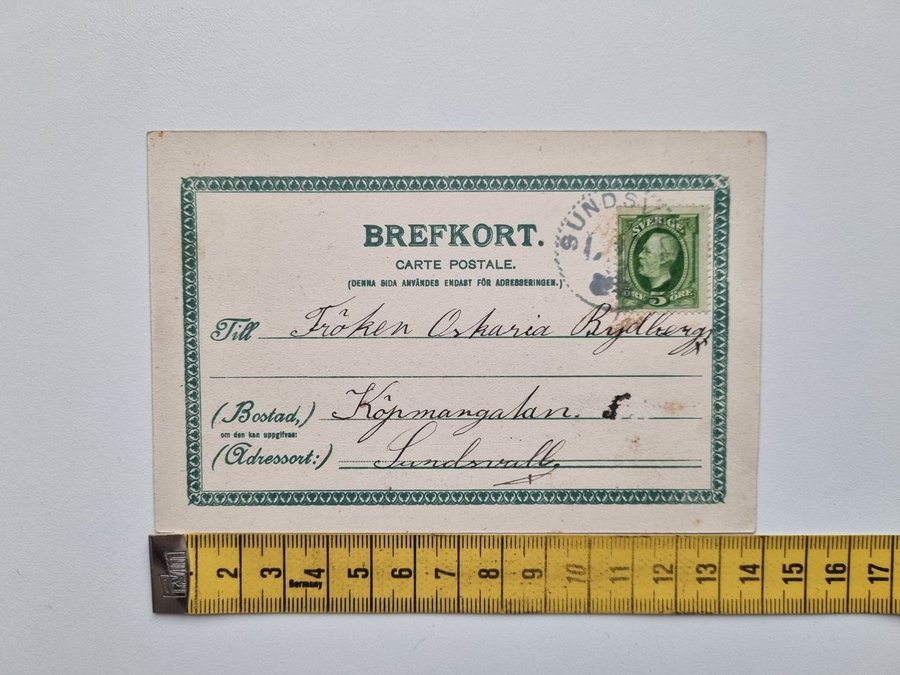 BREFKORT.
CARTE POSTALE.
(DENNA SIDA ANVÄNDES ENDAST FÖR ADRESSERINGEN.)
SUNDSV
SVERIGE
ÖRE 5 ÖRE
Till Fröken Oskaria Rydberg
(Bostad,) Köpmangatan. 5
om den kan uppgifvas:
(Adressort:) Sundsvall
2 3 4 5 6 7 8 9 10 11 12 13 14 15 16 17
Germany